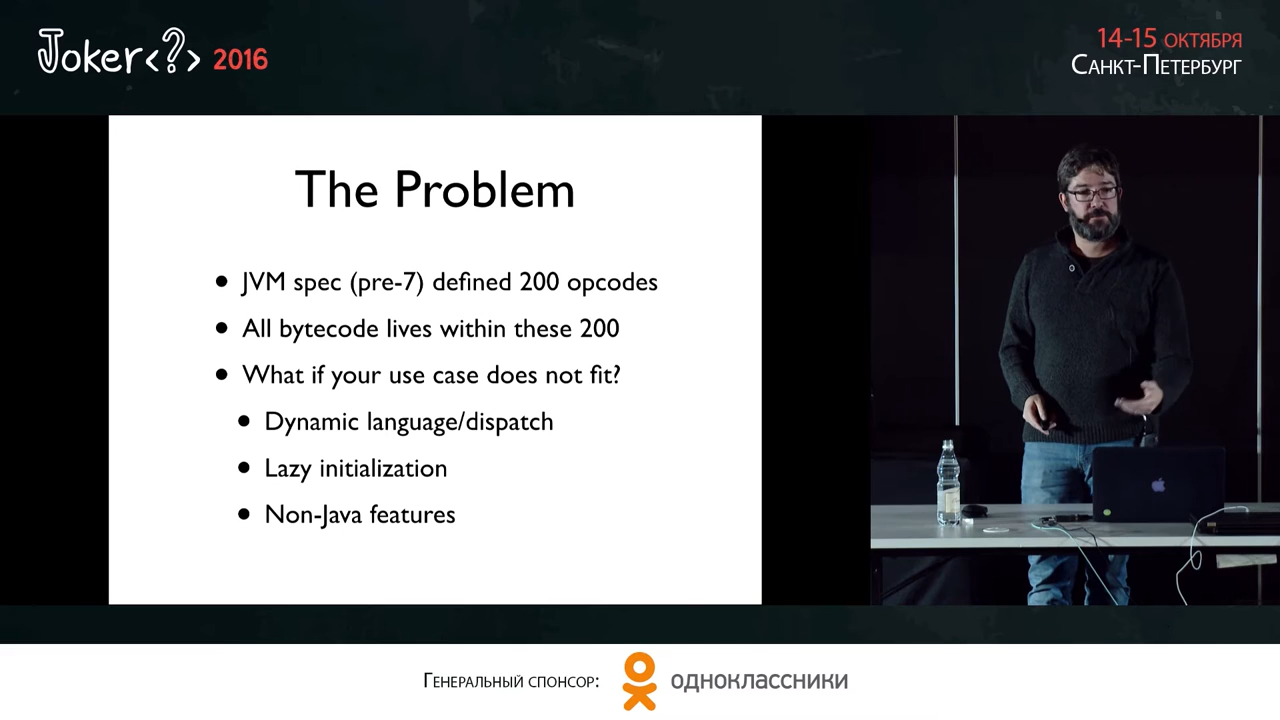 Joker<?> 2016
14-15 ОКТЯБРЯ
САНКТ-ПЕТЕРБУРГ
The Problem
• JVM spec (pre-7) defined 200 opcodes
• All bytecode lives within these 200
• What if your use case does not fit?
• Dynamic language/dispatch
• Lazy initialization
• Non-Java features
ГЕНЕРАЛЬНЫЙ СПОНСОР:
одноклассники